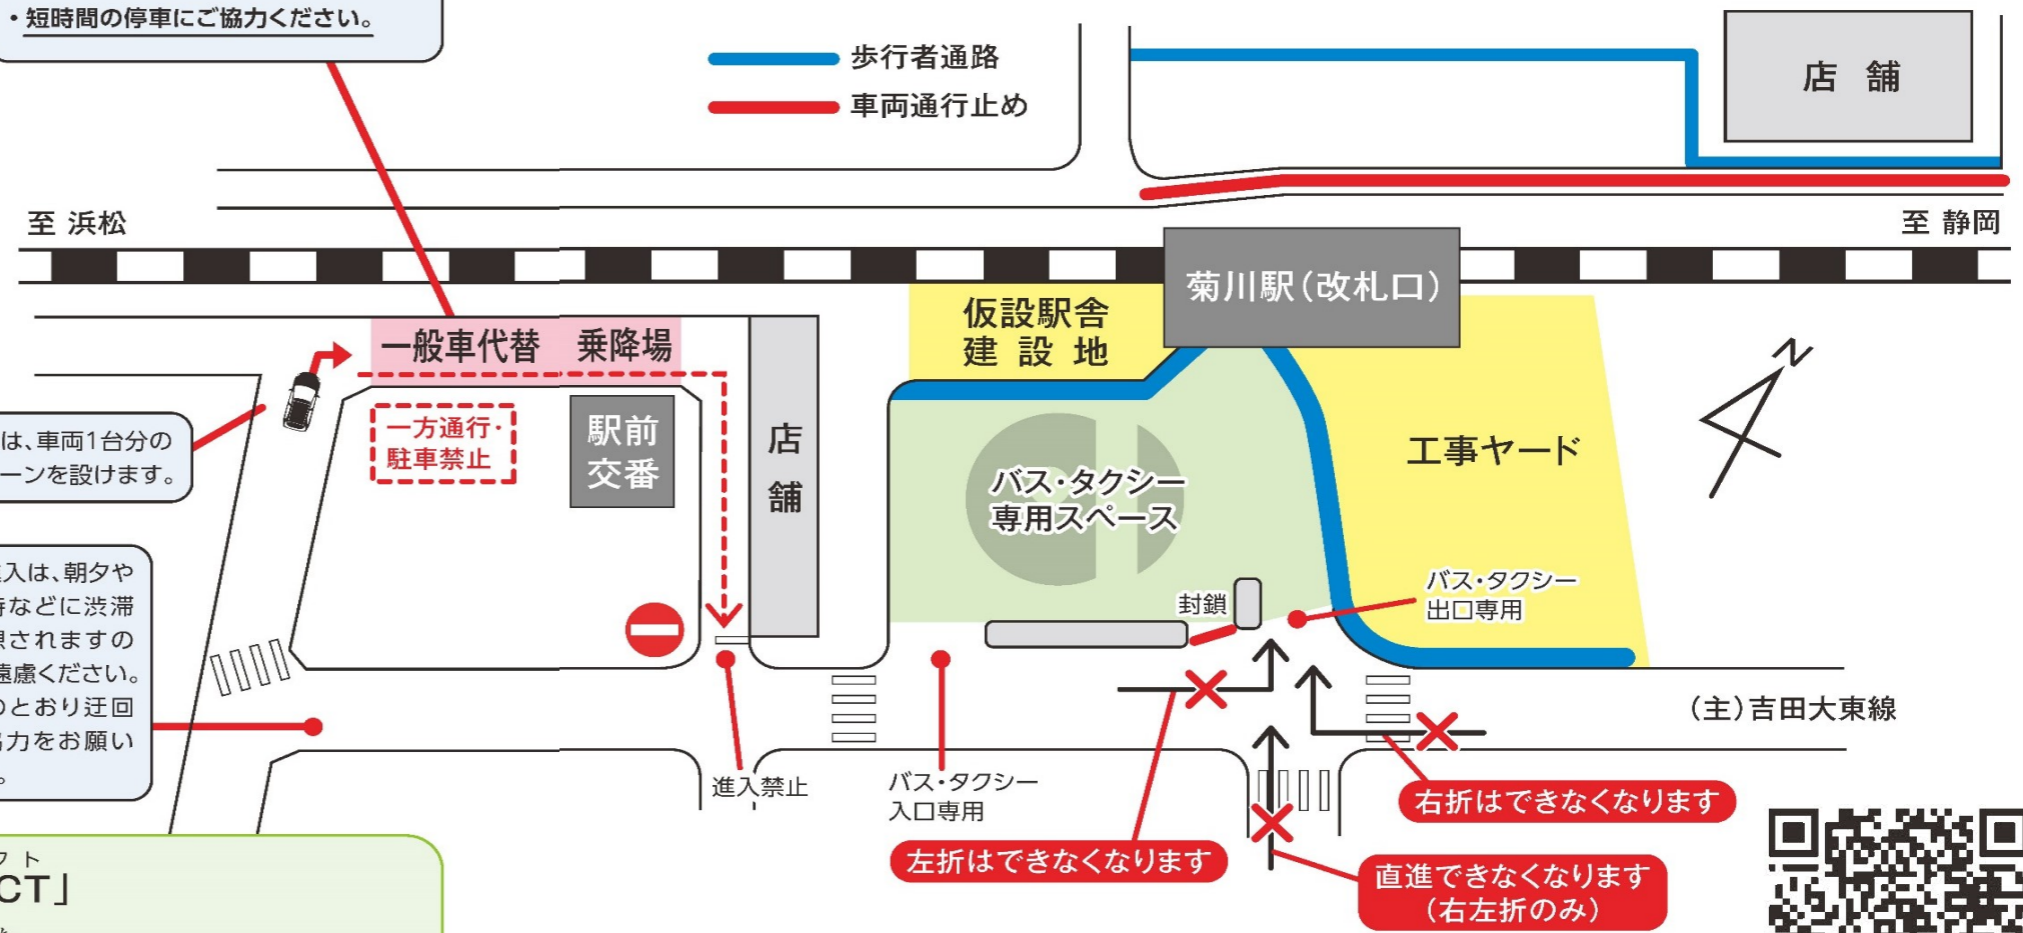 ・短時間の停車にご協力ください。
歩行者通路
車両通行止め
店 舗
至 浜松
至 静岡
菊川駅(改札口)
仮設駅舎
建 設 地
一般車代替 乗降場
一方通行・
駐車禁止
駅前
交番
店
舗
バス・タクシー
専用スペース
工事ヤード
N
は、車両1台分の
ーンを設けます。
入は、朝夕や
時などに渋滞
想されますの
遠慮ください。
のとおり迂回
協力をお願い
。
封鎖
バス・タクシー
出口専用
(主)吉田大東線
進入禁止
バス・タクシー
入口専用
左折はできなくなります
右折はできなくなります
直進できなくなります
(右左折のみ)
クト
CT」